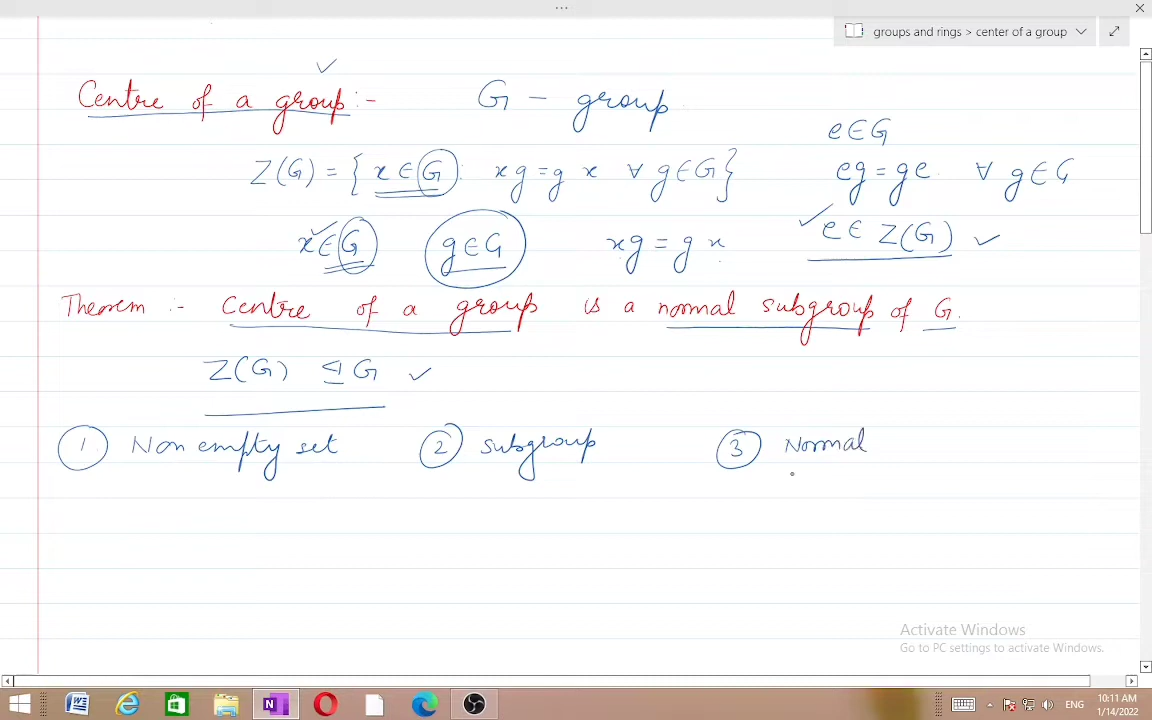 groups and rings > center of a group
Centre of a group :- G - group
e ∈ G
Z(G) = { x ∈ G : xg = g x ∀ g ∈ G } eg = ge ∀ g ∈ G
x ∈ G g ∈ G xg = g x e ∈ Z(G)
Theorem :- Centre of a group is a normal subgroup of G.
Z(G) ⊴ G
1 Non empty set 2 subgroup 3 Normal
Activate Windows
Go to PC settings to activate Windows.
ENG 10:11 AM
1/14/2022